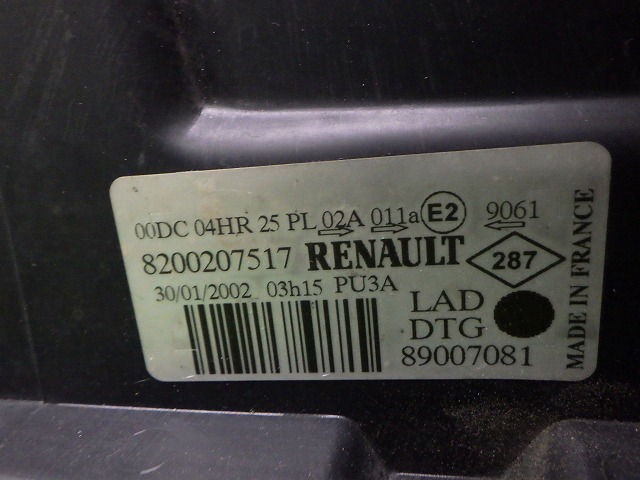 00DC 04HR 25 PL 02A 011a E2 9061
8200207517 RENAULT 287
30/01/2002 03h15 PU3A
LAD
DTG
89007081
MADE IN FRANCE